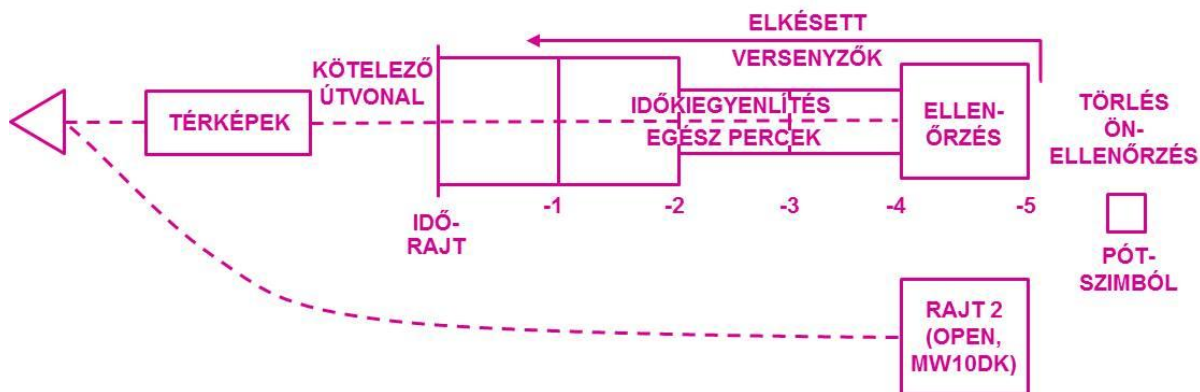 ELKÉSETT
VERSENYZŐK
KÖTELEZŐ
ÚTVONAL
TÉRKÉPEK
IDŐKIEGYENLÍTÉS
EGÉSZ PERCEK
ELLEN-
ŐRZÉS
TÖRLÉS
ÖN-
ELLENŐRZÉS
IDŐ-
RAJT
-1
-2
-3
-4
-5
PÓT-
SZIMBÓL
RAJT 2
(OPEN,
MW10DK)